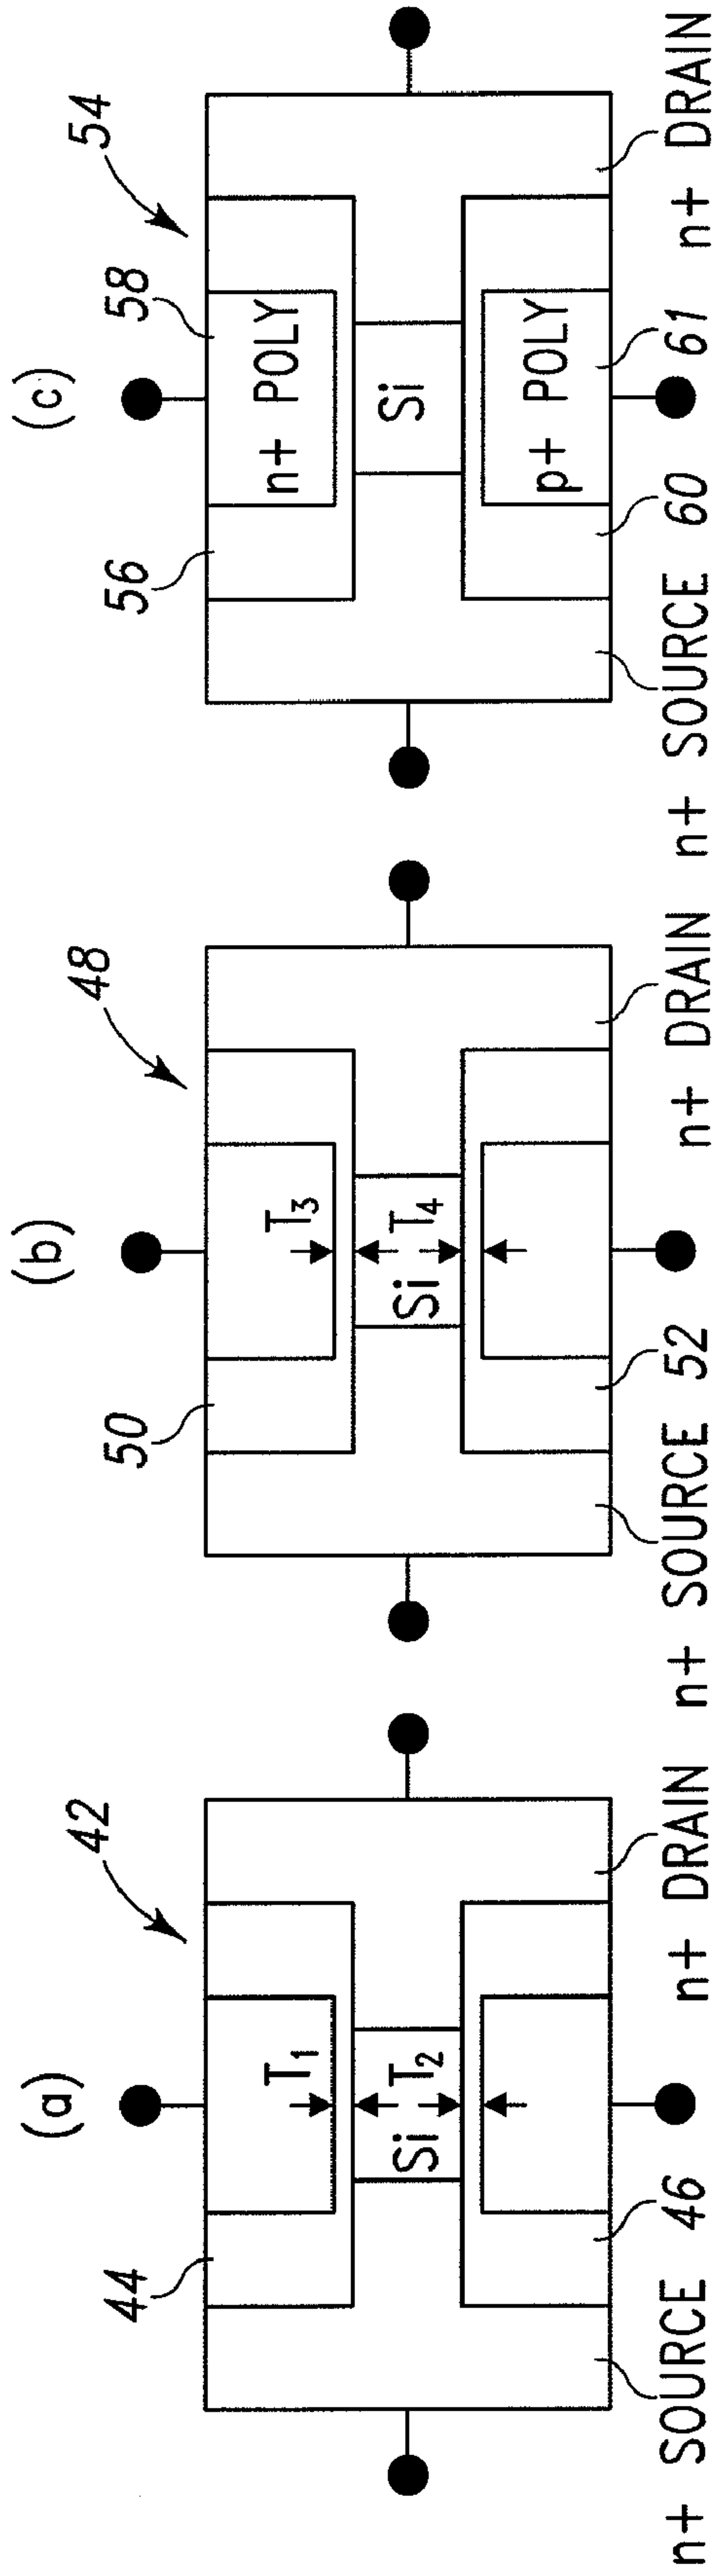 (a)
42
44
T1
Si T2
n+ SOURCE 46 n+ DRAIN
(b)
48
50
T3
Si T4
n+ SOURCE 52 n+ DRAIN
(c)
54
56
58
n+ POLY
Si
p+ POLY
n+ SOURCE 60 61 n+ DRAIN